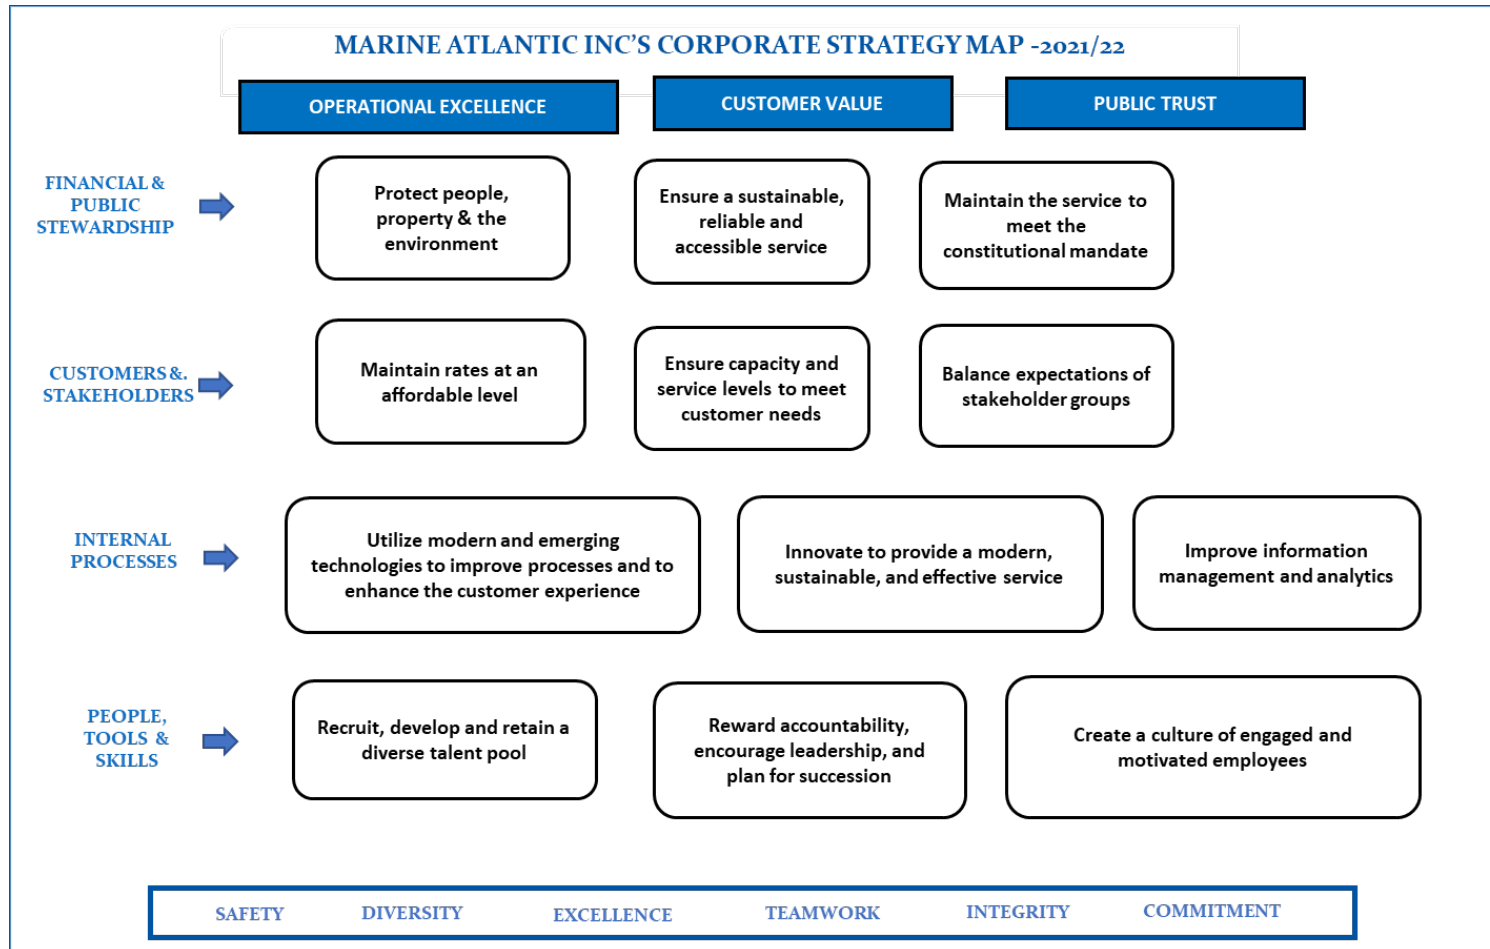 MARINE ATLANTIC INC'S CORPORATE STRATEGY MAP -2021/22
OPERATIONAL EXCELLENCE
CUSTOMER VALUE
PUBLIC TRUST
FINANCIAL &
PUBLIC
STEWARDSHIP
Protect people,
property & the
environment
Ensure a sustainable,
reliable and
accessible service
Maintain the service to
meet the
constitutional mandate
CUSTOMERS &.
STAKEHOLDERS
Maintain rates at an
affordable level
Ensure capacity and
service levels to meet
customer needs
Balance expectations of
stakeholder groups
INTERNAL
PROCESSES
Utilize modern and emerging
technologies to improve processes and to
enhance the customer experience
Innovate to provide a modern,
sustainable, and effective service
Improve information
management and analytics
PEOPLE,
TOOLS &
SKILLS
Recruit, develop and retain a
diverse talent pool
Reward accountability,
encourage leadership, and
plan for succession
Create a culture of engaged and
motivated employees
SAFETY DIVERSITY EXCELLENCE TEAMWORK INTEGRITY COMMITMENT